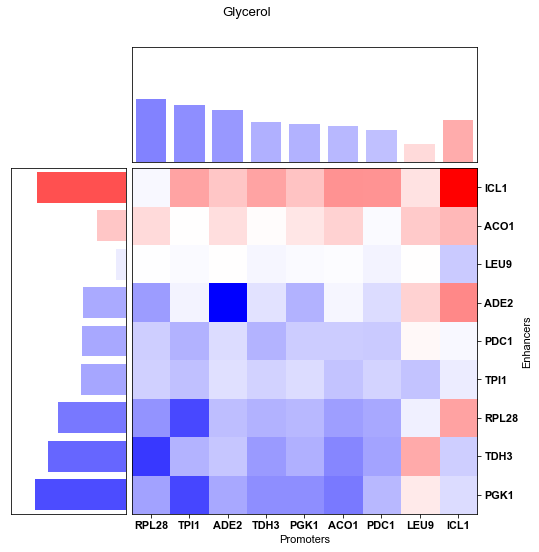 Glycerol
ICL1
ACO1
LEU9
ADE2
PDC1
TPI1
RPL28
TDH3
PGK1
Enhancers
RPL28 TPI1 ADE2 TDH3 PGK1 ACO1 PDC1 LEU9 ICL1
Promoters